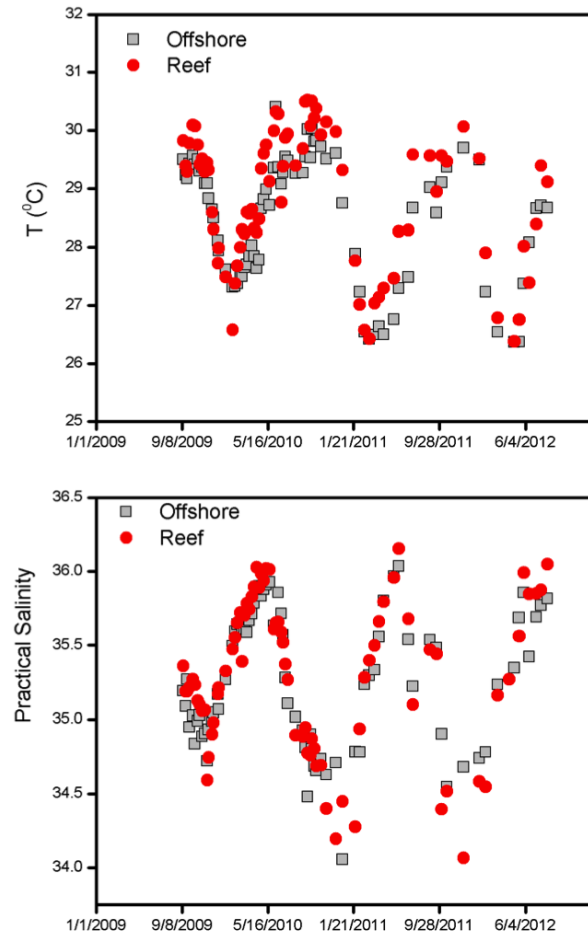 32
Offshore
Reef
31
30
29
28
27
26
25
T (⁰C)
1/1/2009 9/8/2009 5/16/2010 1/21/2011 9/28/2011 6/4/2012
36.5
Offshore
Reef
36.0
35.5
35.0
34.5
34.0
Practical Salinity
1/1/2009 9/8/2009 5/16/2010 1/21/2011 9/28/2011 6/4/2012